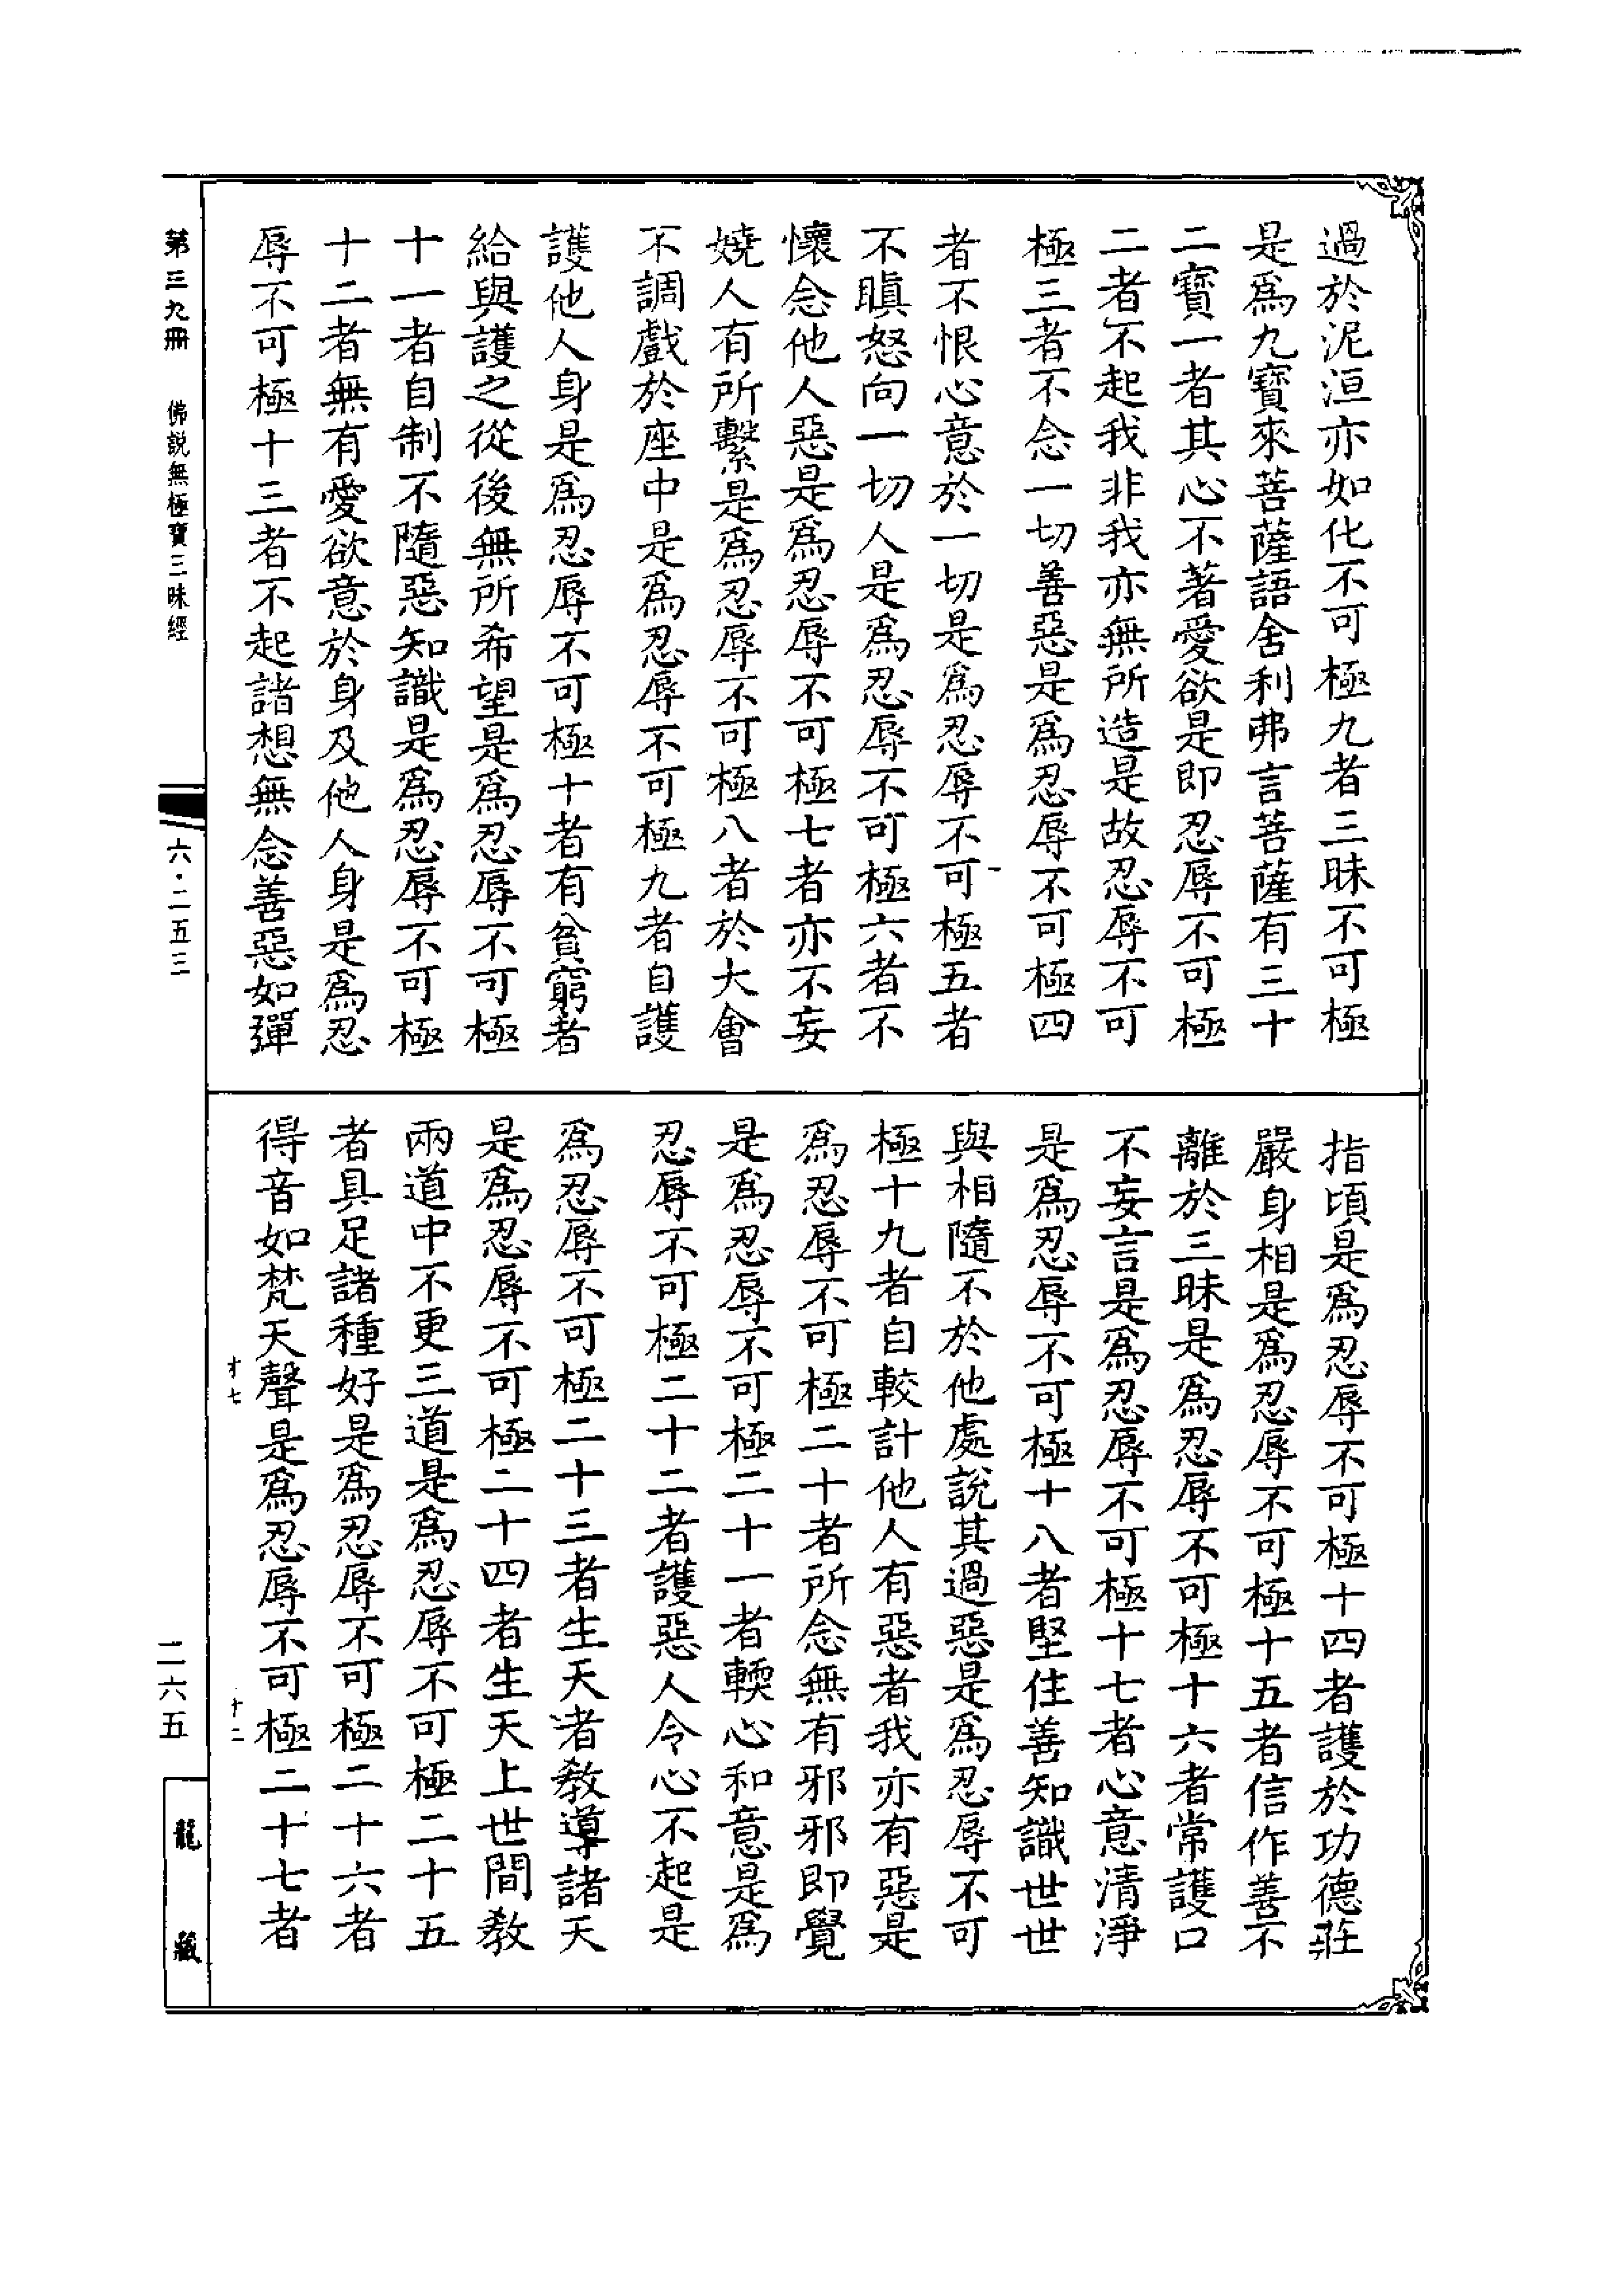 過於泥洹亦如化不可極九者三昧不可極
是爲九寶來菩薩語舍利弗言菩薩有三十
二寶一者其心不著愛欲是即忍辱不可極
二者不起我非我亦無所造是故忍辱不可
極三者不念一切善惡是爲忍辱不可極四
者不恨心意於一切是爲忍辱不可極五者
不瞋怒向一切人是爲忍辱不可極六者不
懷念他人惡是爲忍辱不可極七者亦不妄
嬈人有所繫是爲忍辱不可極八者於大會
不調戲於座中是爲忍辱不可極九者自護
護他人身是爲忍辱不可極十者有貧窮者
給與護之從後無所希望是爲忍辱不可極
十一者自制不隨惡知識是爲忍辱不可極
十二者無有愛欲意於身及他人身是爲忍
辱不可極十三者不起諸想無念善惡如彈
指頃是爲忍辱不可極十四者護於功德莊
嚴身相是爲忍辱不可極十五者信作善不
離於三昧是爲忍辱不可極十六者常護口
不妄言是爲忍辱不可極十七者心意清淨
是爲忍辱不可極十八者堅住善知識世世
與相隨不於他處說其過惡是爲忍辱不可
極十九者自較計他人有惡者我亦有惡是
爲忍辱不可極二十者所念無有邪邪即覺
是爲忍辱不可極二十一者輭心和意是爲
忍辱不可極二十二者護惡人令心不起是
爲忍辱不可極二十三者生天者教導諸天
是爲忍辱不可極二十四者生天上世間教
兩道中不更三道是爲忍辱不可極二十五
者具足諸種好是爲忍辱不可極二十六者
得音如梵天聲是爲忍辱不可極二十七者
才七
十二
第三九冊 佛説無極寶三昧經
六·二五三
二六五
龍藏